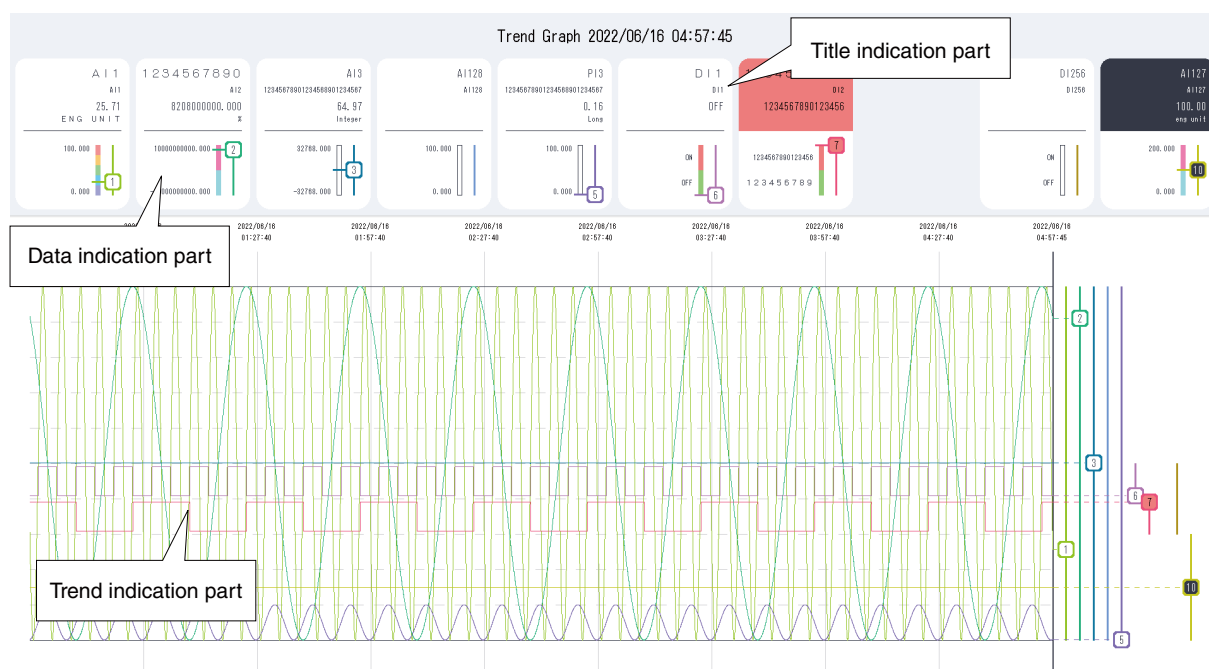 Trend Graph 2022/06/16 04:57:45
Title indication part
AI1
AI1
25.71
ENG UNIT
100.000
0.000
1
1234567890
AI2
8208000000.000
%
10000000000.000
2
AI3
12345678901234568901234567
64.97
Integer
32768.000
-32768.000
3
AI128
AI128
100.000
0.000
PI3
12345678901234568901234567
0.16
Long
100.000
0.000
5
DI1
DI1
OFF
ON
OFF
6
DI2
1234567890123456
1234567890123456
123456789
7
DI256
DI256
ON
OFF
AI127
AI127
100.00
eng unit
200.000
0.000
10
Data indication part
2022/06/16
01:27:40
2022/06/16
01:57:40
2022/06/16
02:27:40
2022/06/16
02:57:40
2022/06/16
03:27:40
2022/06/16
03:57:40
2022/06/16
04:27:40
2022/06/16
04:57:45
2
3
6
7
1
10
5
Trend indication part